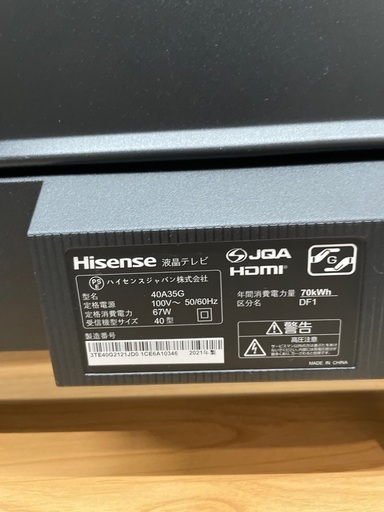 Hisense 液晶テレビ
PS ハイセンスジャパン株式会社
型名 40A35G
定格電源 100V～ 50/60Hz
定格消費電力 67W
受信機型サイズ 40 型
製造番号
3TE40G2121JD0 1CE6A10346 2021年製
JQA
HDMI
G
年間消費電力量 70kWh
区分名 DF1
警告
高圧注意
MADE IN CHINA